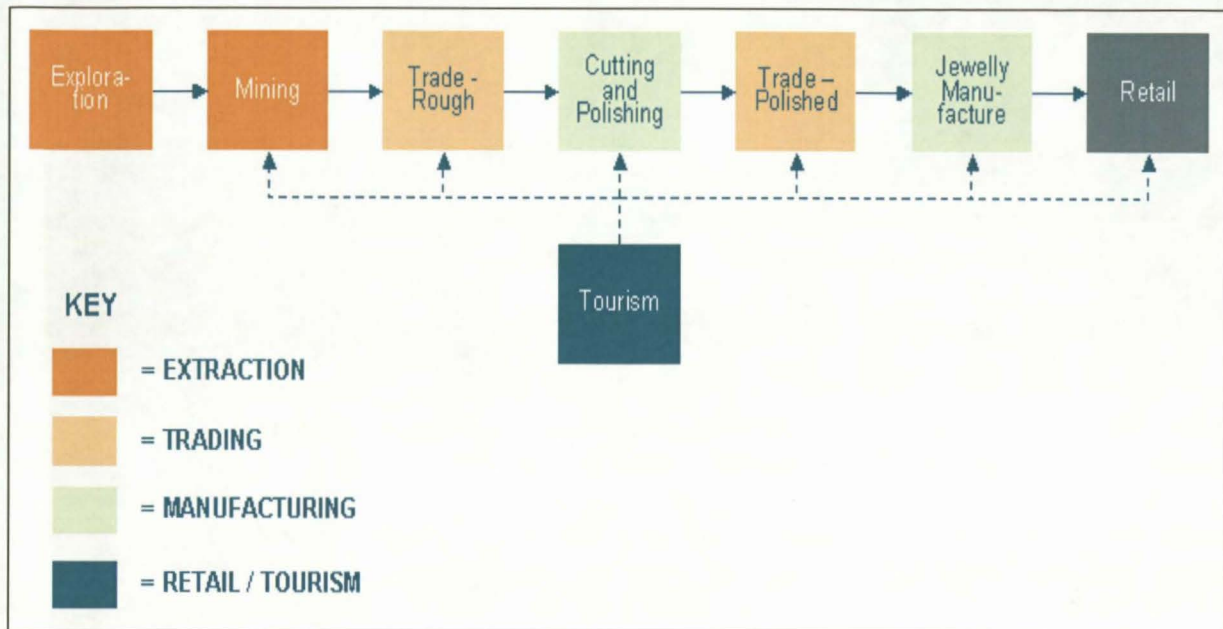 Explora-
tion
Mining
Trade -
Rough
Cutting
and
Polishing
Trade –
Polished
Jewelly
Manu-
facture
Retail
Tourism
KEY
= EXTRACTION
= TRADING
= MANUFACTURING
= RETAIL / TOURISM